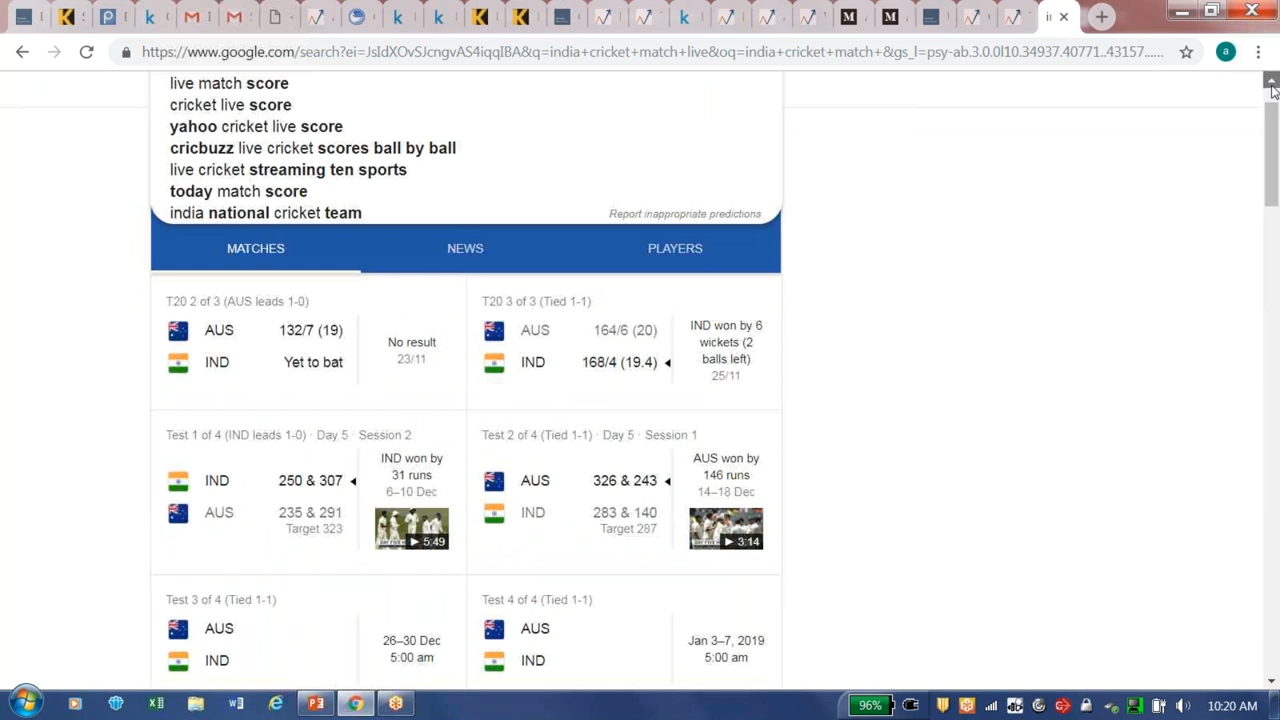 https://www.google.com/search?ei=JsIdXOvSJcngvAS4iqqIBA&q=india+cricket+match+live&oq=india+cricket+match+&gs_l=psy-ab.3.0.0l10.34937.40771..43157......
a
live match score
cricket live score
yahoo cricket live score
cricbuzz live cricket scores ball by ball
live cricket streaming ten sports
today match score
india national cricket team
Report inappropriate predictions
MATCHES NEWS PLAYERS
T20 2 of 3 (AUS leads 1-0)
AUS 132/7 (19)
IND Yet to bat
No result
23/11
T20 3 of 3 (Tied 1-1)
AUS 164/6 (20)
IND 168/4 (19.4)
IND won by 6
wickets (2
balls left)
25/11
Test 1 of 4 (IND leads 1-0) · Day 5 · Session 2
IND 250 & 307
AUS 235 & 291
Target 323
IND won by
31 runs
6–10 Dec
5:49
Test 2 of 4 (Tied 1-1) · Day 5 · Session 1
AUS 326 & 243
IND 283 & 140
Target 287
AUS won by
146 runs
14–18 Dec
3:14
Test 3 of 4 (Tied 1-1)
AUS
IND
26–30 Dec
5:00 am
Test 4 of 4 (Tied 1-1)
AUS
IND
Jan 3–7, 2019
5:00 am
96%
10:20 AM